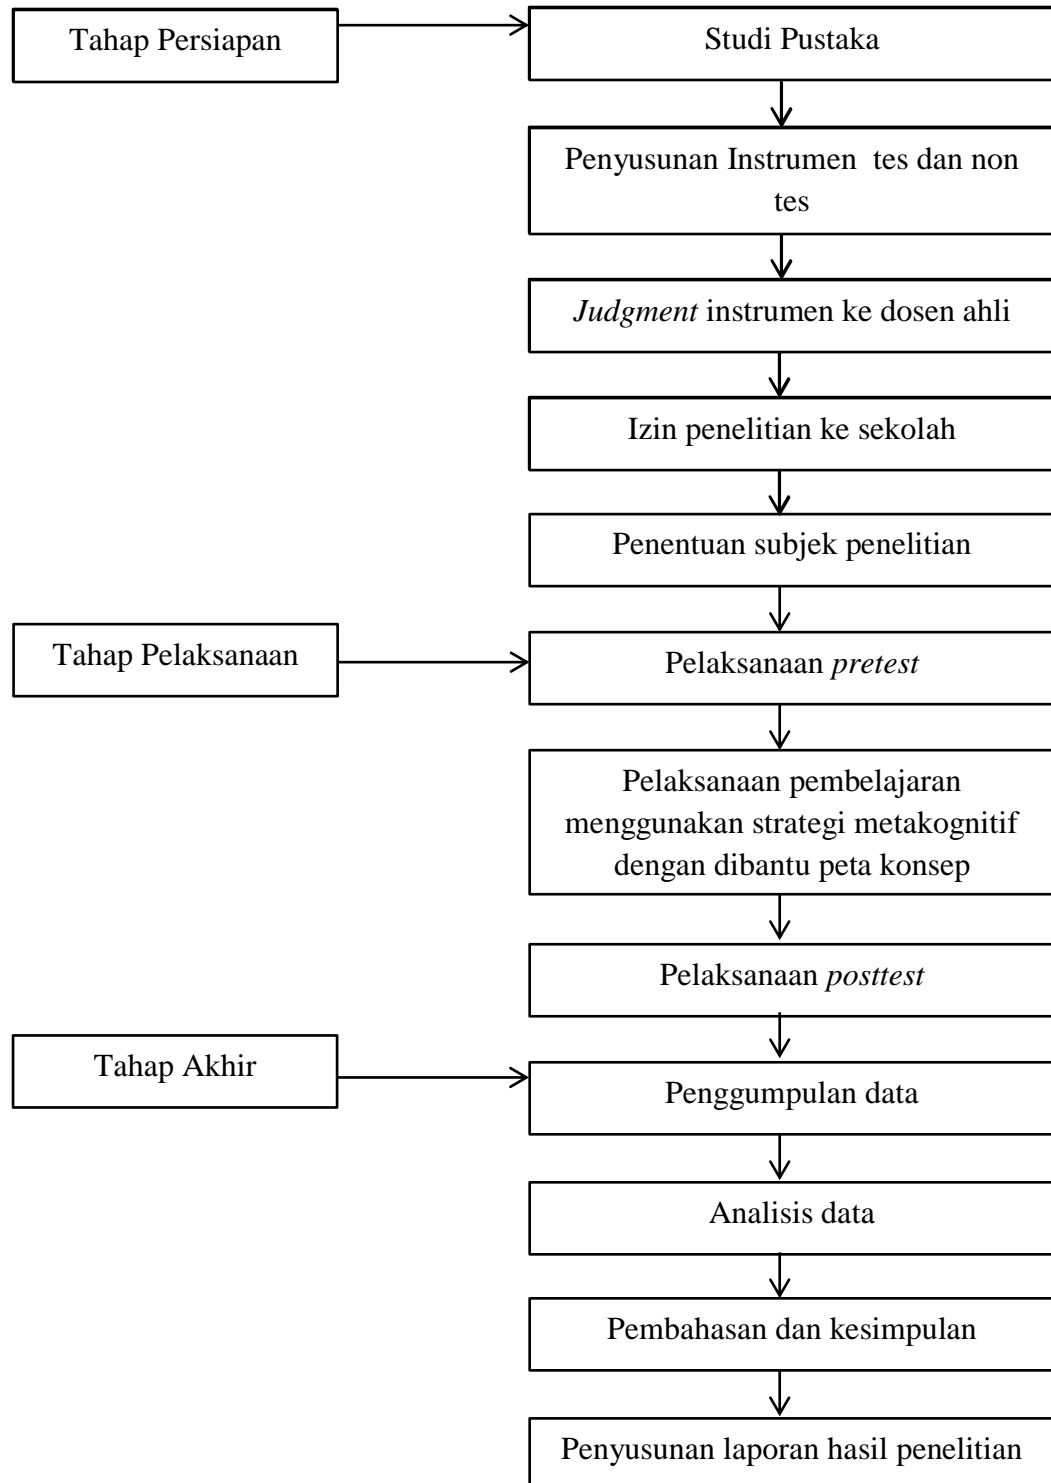 Tahap Persiapan
Studi Pustaka
Penyusunan Instrumen tes dan non
tes
Judgment instrumen ke dosen ahli
Izin penelitian ke sekolah
Penentuan subjek penelitian
Tahap Pelaksanaan
Pelaksanaan pretest
Pelaksanaan pembelajaran
menggunakan strategi metakognitif
dengan dibantu peta konsep
Pelaksanaan posttest
Tahap Akhir
Penggumpulan data
Analisis data
Pembahasan dan kesimpulan
Penyusunan laporan hasil penelitian